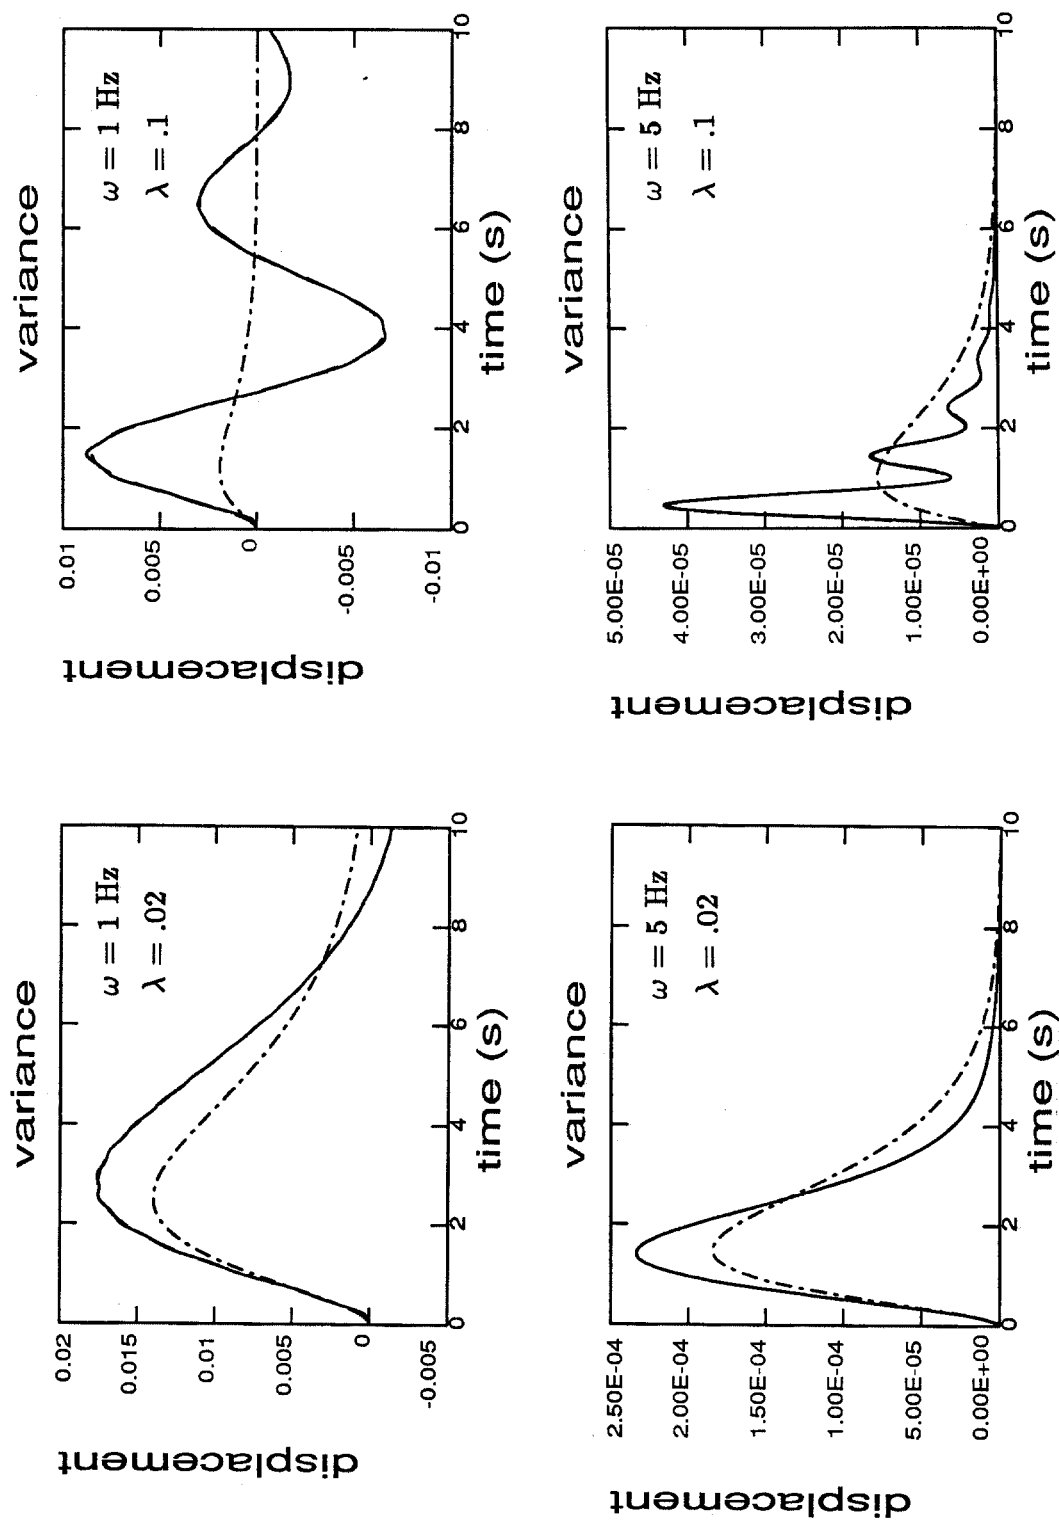 variance
ω = 1 Hz
λ = .02
displacement
0.02
0.015
0.01
0.005
0
-0.005
0 2 4 6 8 10
time (s)
variance
ω = 1 Hz
λ = .1
displacement
0.01
0.005
0
-0.005
-0.01
0 2 4 6 8 10
time (s)
variance
ω = 5 Hz
λ = .02
displacement
2.50E-04
2.00E-04
1.50E-04
1.00E-04
5.00E-05
0.00E+00
0 2 4 6 8 10
time (s)
variance
ω = 5 Hz
λ = .1
displacement
5.00E-05
4.00E-05
3.00E-05
2.00E-05
1.00E-05
0.00E+00
0 2 4 6 8 10
time (s)